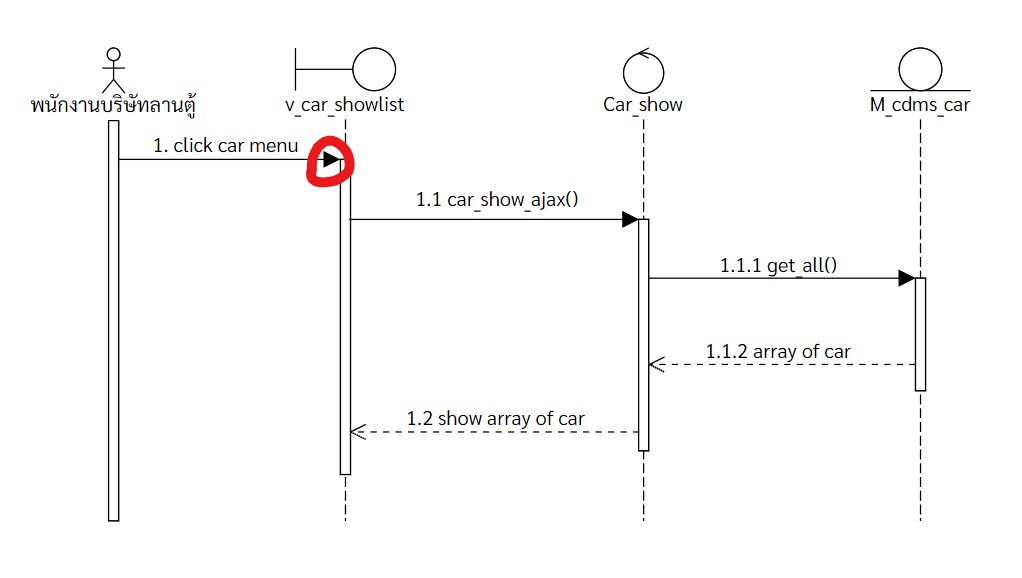 พนักงานบริษัทลานตู้
v_car_showlist
Car_show
M_cdms_car
1. click car menu
1.1 car_show_ajax()
1.1.1 get_all()
1.1.2 array of car
1.2 show array of car